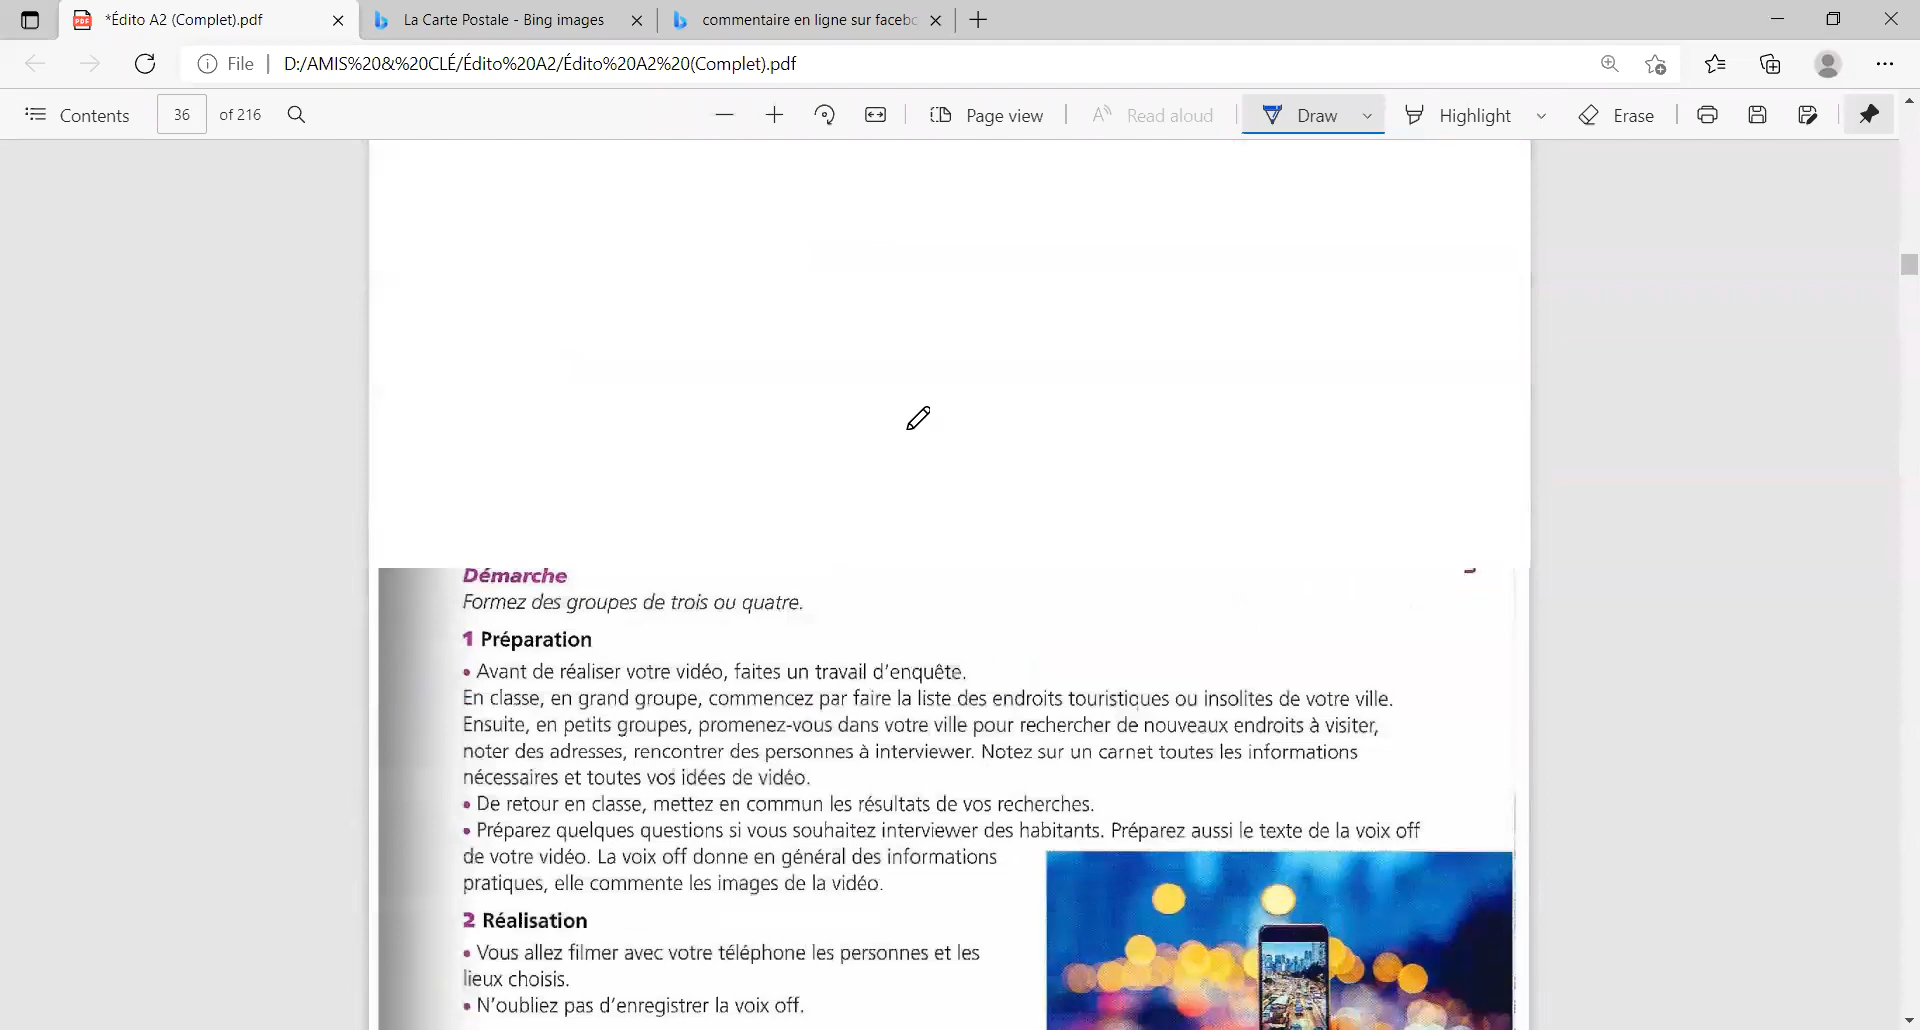 *Édito A2 (Complet).pdf
La Carte Postale - Bing images
commentaire en ligne sur faceb
File
D:/AMIS%20&%20CLÉ/Édito%20A2/Édito%20A2%20(Complet).pdf
Contents
36
of 216
Page view
Read aloud
Draw
Highlight
Erase
Démarche
Formez des groupes de trois ou quatre.
1 Préparation
• Avant de réaliser votre vidéo, faites un travail d'enquête.
En classe, en grand groupe, commencez par faire la liste des endroits touristiques ou insolites de votre ville.
Ensuite, en petits groupes, promenez-vous dans votre ville pour rechercher de nouveaux endroits à visiter,
noter des adresses, rencontrer des personnes à interviewer. Notez sur un carnet toutes les informations
nécessaires et toutes vos idées de vidéo.
• De retour en classe, mettez en commun les résultats de vos recherches.
• Préparez quelques questions si vous souhaitez interviewer des habitants. Préparez aussi le texte de la voix off
de votre vidéo. La voix off donne en général des informations
pratiques, elle commente les images de la vidéo.
2 Réalisation
• Vous allez filmer avec votre téléphone les personnes et les
lieux choisis.
• N'oubliez pas d'enregistrer la voix off.